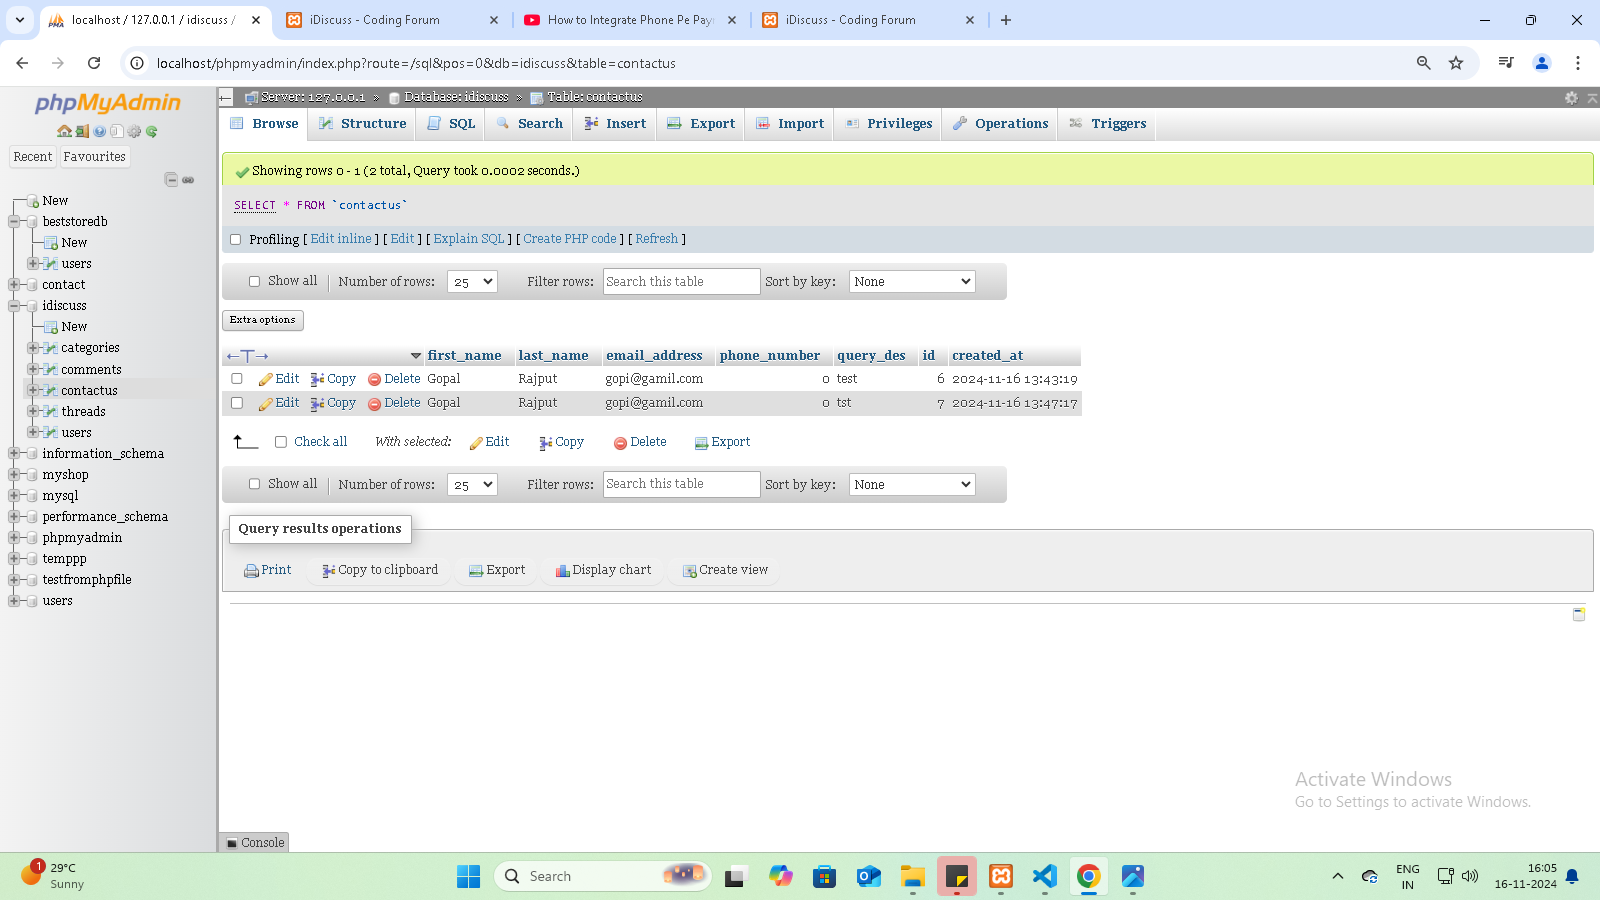 localhost / 127.0.0.1 / idiscuss /
iDiscuss - Coding Forum
How to Integrate Phone Pe Pay
iDiscuss - Coding Forum
localhost/phpmyadmin/index.php?route=/sql&pos=0&db=idiscuss&table=contactus
phpMyAdmin
Recent Favourites
New
beststoredb
New
users
contact
idiscuss
New
categories
comments
contactus
threads
users
information_schema
myshop
mysql
performance_schema
phpmyadmin
temppp
testfromphpfile
users
Server: 127.0.0.1 » Database: idiscuss » Table: contactus
Browse Structure SQL Search Insert Export Import Privileges Operations Triggers
Showing rows 0 - 1 (2 total, Query took 0.0002 seconds.)
SELECT * FROM `contactus`
Profiling [ Edit inline ] [ Edit ] [ Explain SQL ] [ Create PHP code ] [ Refresh ]
Show all Number of rows: 25 Filter rows: Search this table Sort by key: None
Extra options
←T→ first_name last_name email_address phone_number query_des id created_at
Edit Copy Delete Gopal Rajput gopi@gamil.com 0 test 6 2024-11-16 13:43:19
Edit Copy Delete Gopal Rajput gopi@gamil.com 0 tst 7 2024-11-16 13:47:17
Check all With selected: Edit Copy Delete Export
Show all Number of rows: 25 Filter rows: Search this table Sort by key: None
Query results operations
Print Copy to clipboard Export Display chart Create view
Console
Activate Windows
Go to Settings to activate Windows.
1
29°C
Sunny
Search
ENG
IN
16:05
16-11-2024